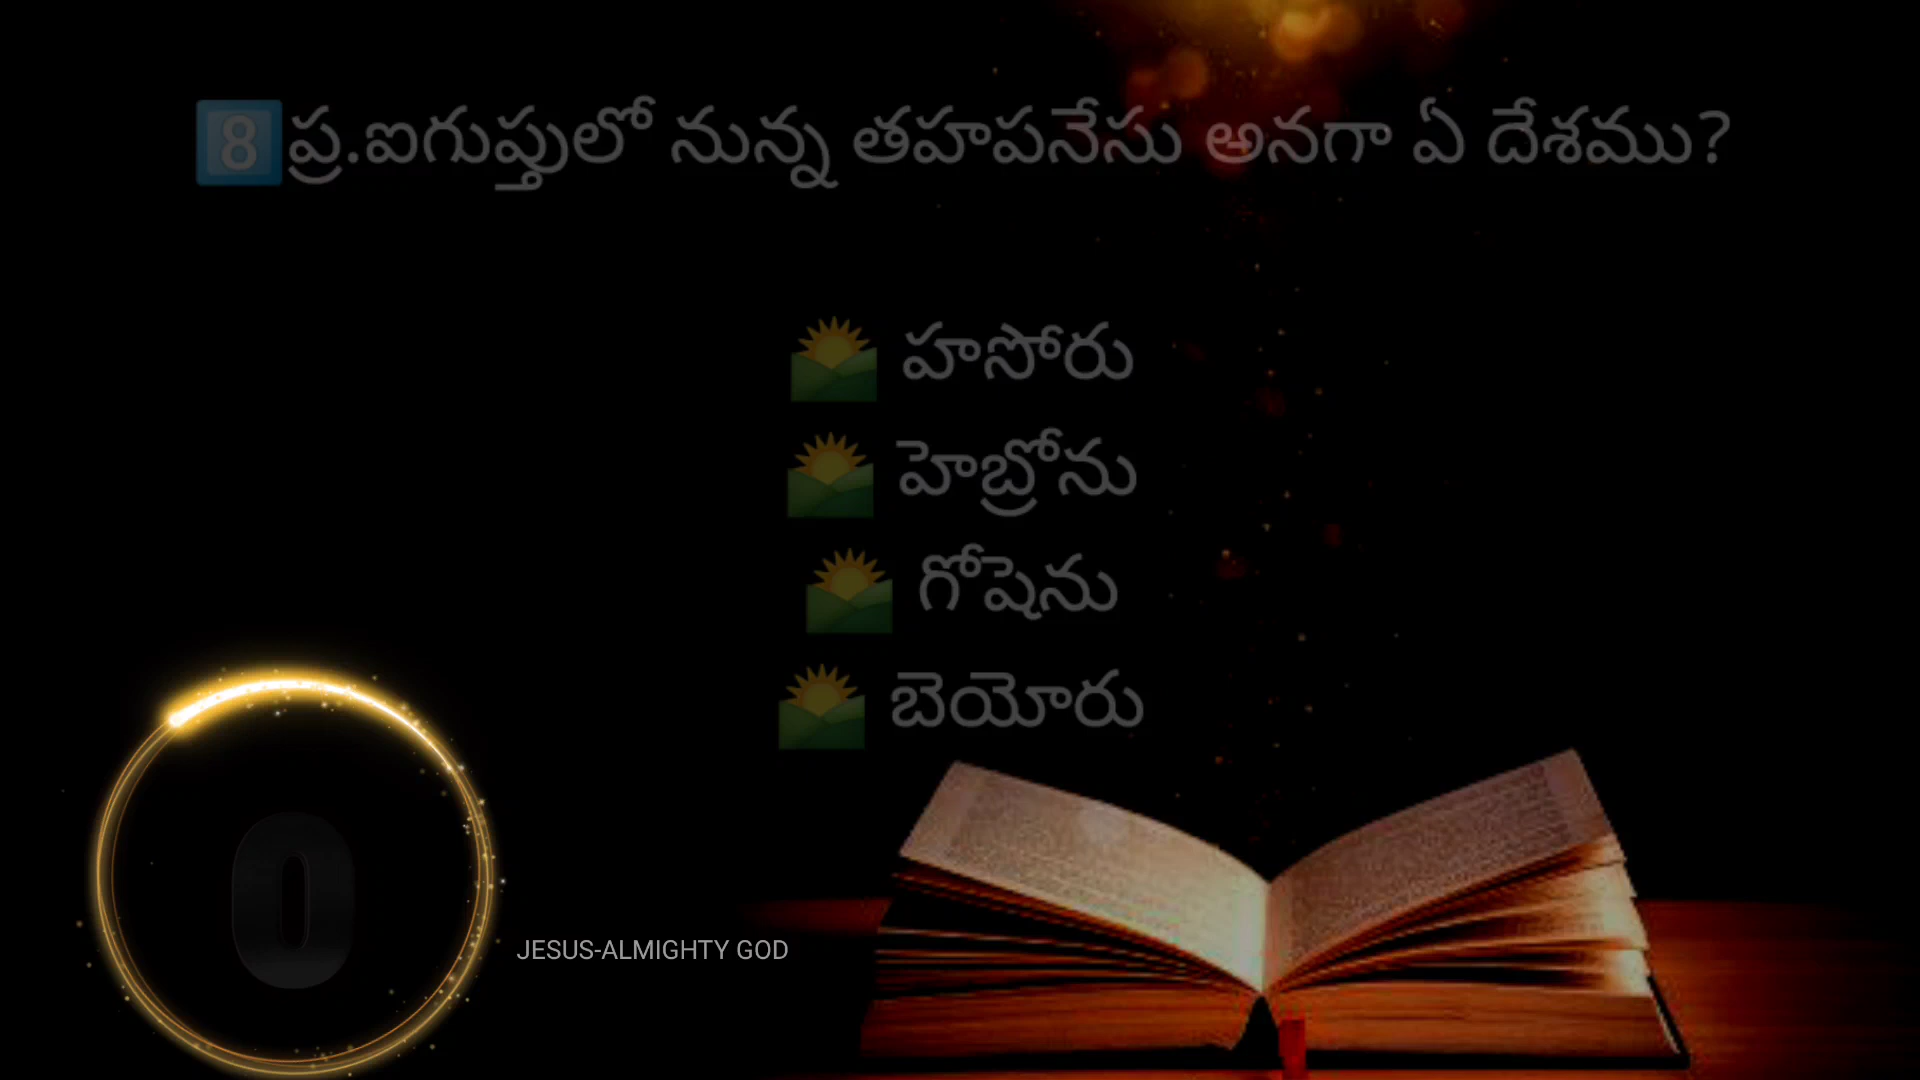 8️⃣ప్ర.ఐగుప్తులో నున్న తహపనేసు అనగా ఏ దేశము?
🌄 హసోరు
🌄 హెబ్రోను
🌄 గోషెను
🌄 బెయోరు
0
JESUS-ALMIGHTY GOD